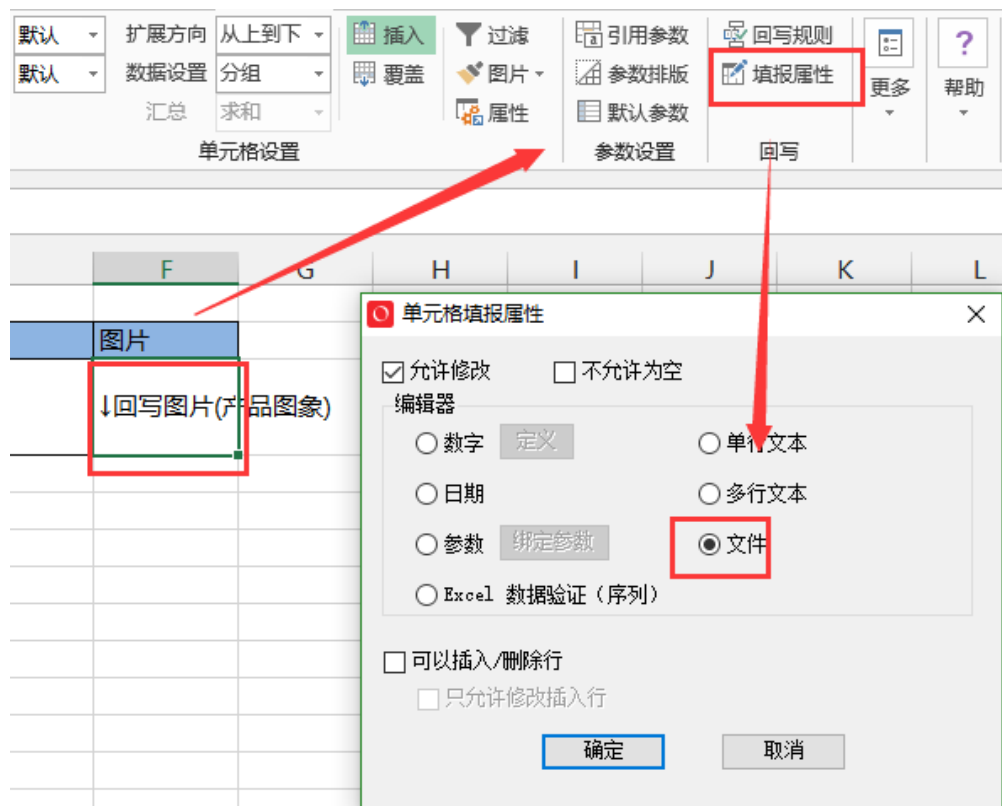 默认 扩展方向 从上到下 插入 过滤 引用参数 回写规则
默认 数据设置 分组 覆盖 图片 参数排版 填报属性 更多 帮助
汇总 求和 属性 默认参数
单元格设置 参数设置 回写
?
F G H I J K L
图片
↓回写图片(产品图象)
单元格填报属性
允许修改 不允许为空
编辑器
数字 定义 单行文本
日期 多行文本
参数 绑定参数 文件
Excel 数据验证（序列）
可以插入/删除行
只允许修改插入行
确定 取消